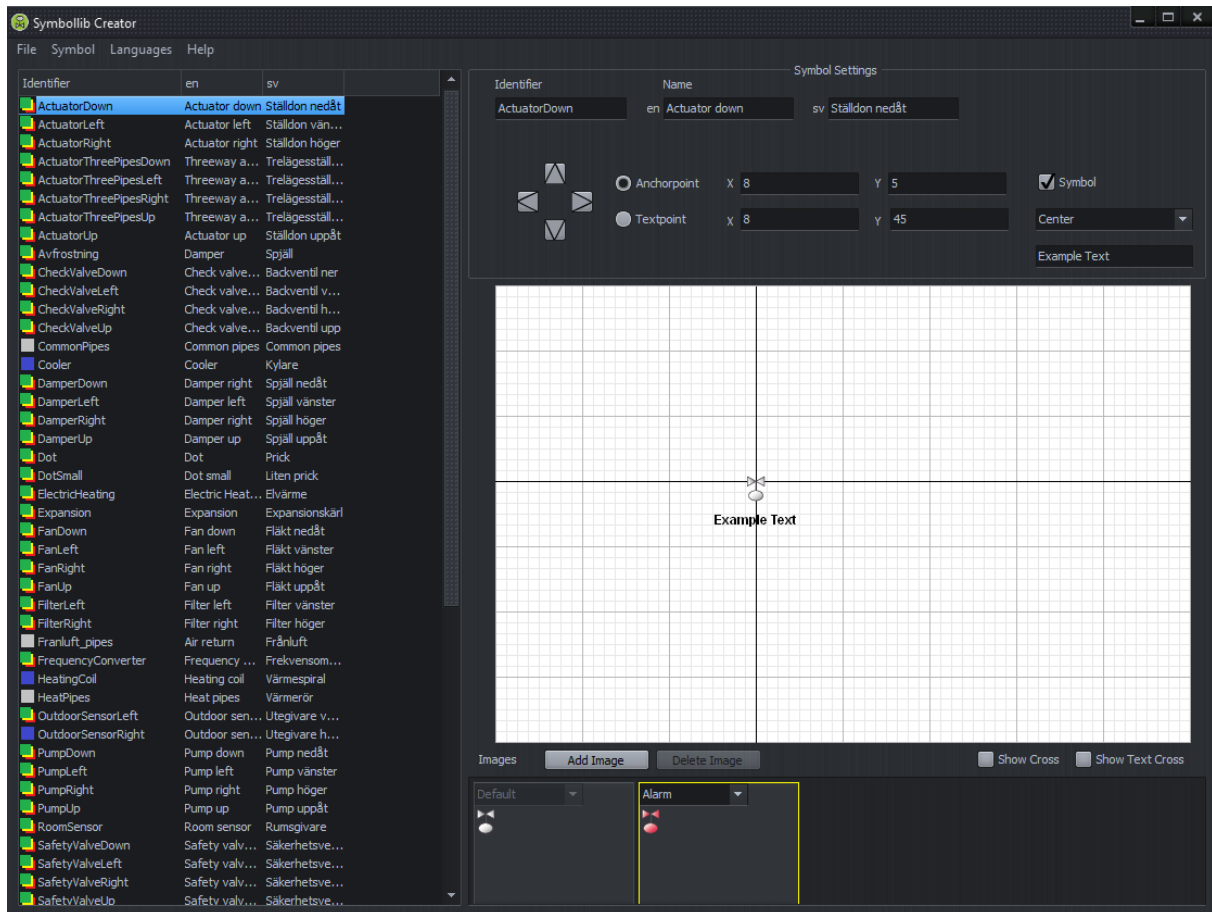 Symbollib Creator
File Symbol Languages Help
Identifier en sv
ActuatorDown Actuator down Ställdon nedåt
ActuatorLeft Actuator left Ställdon vän...
ActuatorRight Actuator right Ställdon höger
ActuatorThreePipesDown Threeway a... Trelägesställ...
ActuatorThreePipesLeft Threeway a... Trelägesställ...
ActuatorThreePipesRight Threeway a... Trelägesställ...
ActuatorThreePipesUp Threeway a... Trelägesställ...
ActuatorUp Actuator up Ställdon uppåt
Avfrostning Damper Spjäll
CheckValveDown Check valve... Backventil ner
CheckValveLeft Check valve... Backventil v...
CheckValveRight Check valve... Backventil h...
CheckValveUp Check valve... Backventil upp
CommonPipes Common pipes Common pipes
Cooler Cooler Kylare
DamperDown Damper right Spjäll nedåt
DamperLeft Damper left Spjäll vänster
DamperRight Damper right Spjäll höger
DamperUp Damper up Spjäll uppåt
Dot Dot Prick
DotSmall Dot small Liten prick
ElectricHeating Electric Heat... Elvärme
Expansion Expansion Expansionskärl
FanDown Fan down Fläkt nedåt
FanLeft Fan left Fläkt vänster
FanRight Fan right Fläkt höger
FanUp Fan up Fläkt uppåt
FilterLeft Filter left Filter vänster
FilterRight Filter right Filter höger
Franluft_pipes Air return Frånluft
FrequencyConverter Frequency ... Frekvensom...
HeatingCoil Heating coil Värmespiral
HeatPipes Heat pipes Värmerör
OutdoorSensorLeft Outdoor sen... Utegivare v...
OutdoorSensorRight Outdoor sen... Utegivare h...
PumpDown Pump down Pump nedåt
PumpLeft Pump left Pump vänster
PumpRight Pump right Pump höger
PumpUp Pump up Pump uppåt
RoomSensor Room sensor Rumsgivare
SafetyValveDown Safety valv... Säkerhetsve...
SafetyValveLeft Safety valv... Säkerhetsve...
SafetyValveRight Safety valv... Säkerhetsve...
SafetyValveUp Safety valv... Säkerhetsve...
Symbol Settings
Identifier Name
ActuatorDown en Actuator down sv Ställdon nedåt
Anchorpoint X 8 Y 5 Symbol
Textpoint X 8 Y 45 Center
Example Text
Example Text
Images Add Image Delete Image Show Cross Show Text Cross
Default Alarm